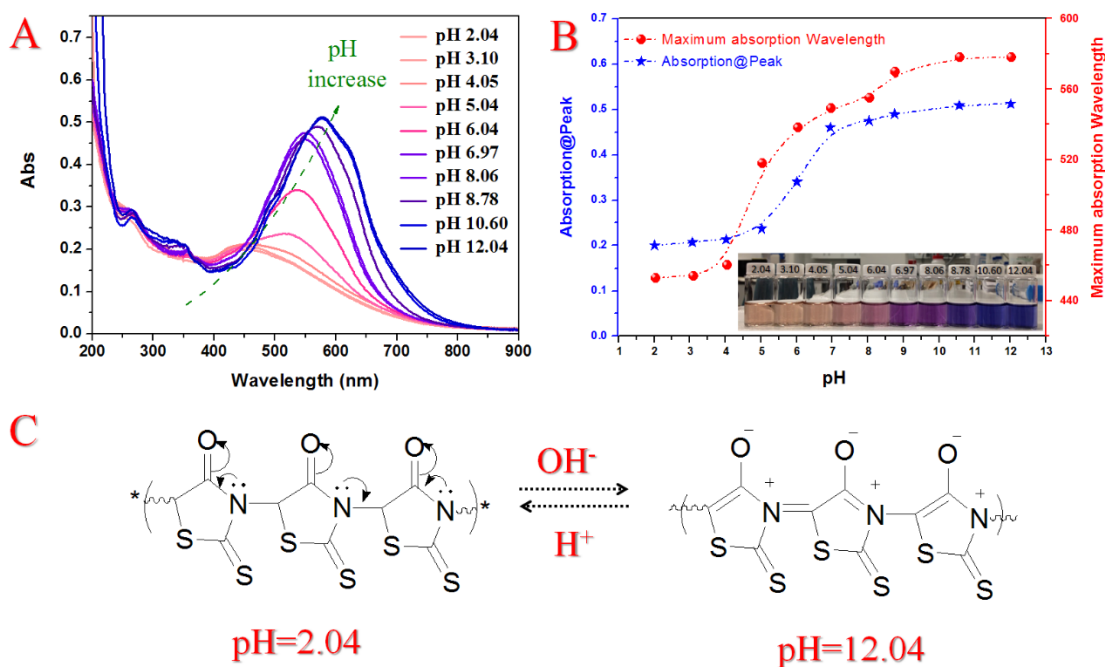 A
0.7
0.6
0.5
0.4
0.3
0.2
0.1
0.0
Abs
200 300 400 500 600 700 800 900
Wavelength (nm)
pH
increase
pH 2.04
pH 3.10
pH 4.05
pH 5.04
pH 6.04
pH 6.97
pH 8.06
pH 8.78
pH 10.60
pH 12.04
B
0.7
0.6
0.5
0.4
0.3
0.2
0.1
0.0
Absorption@Peak
Maximum absorption Wavelength
Absorption@Peak
2.04 3.10 4.05 5.04 6.04 6.97 8.06 8.78 10.60 12.04
1 2 3 4 5 6 7 8 9 10 11 12 13
pH
600
560
520
480
440
Maximum absorption Wavelength
C
O O O
* N N N *
S S S
S S S
OH-
H+
O- O- O-
N+ N+ N+
S S S
S S S
pH=2.04
pH=12.04